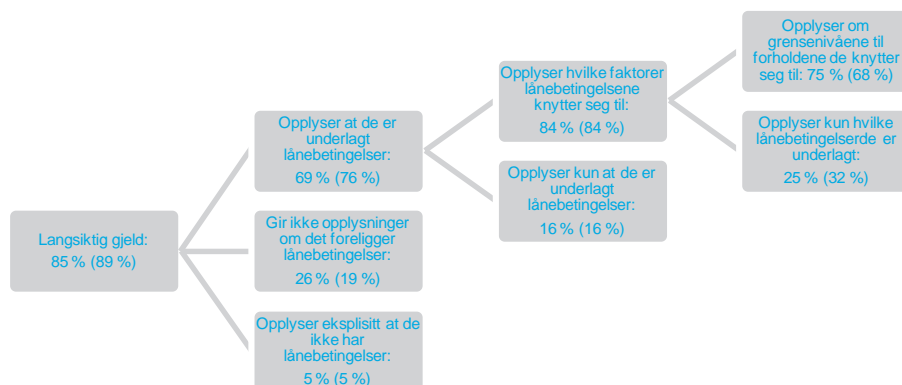 Langsiktig gjeld:
85 % (89 %)
Opplyser at de er
underlagt
lånebetingelser:
69 % (76 %)
Gir ikke opplysninger
om det foreligger
lånebetingelser:
26 % (19 %)
Opplyser eksplisitt at de
ikke har
lånebetingelser:
5 % (5 %)
Opplyser hvilke faktorer
lånebetingelsene
knytter seg til:
84 % (84 %)
Opplyser kun at de er
underlagt
lånebetingelser:
16 % (16 %)
Opplyser om
grensenivåene til
forholdene de knytter
seg til: 75 % (68 %)
Opplyser kun hvilke
lånebetingelserde er
underlagt:
25 % (32 %)